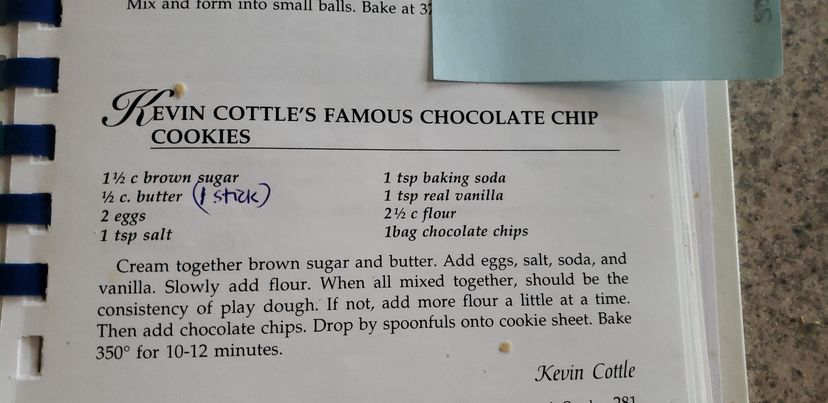 Mix and form into small balls. Bake at 37
KEVIN COTTLE'S FAMOUS CHOCOLATE CHIP
COOKIES
1½ c brown sugar
½ c. butter (1 stick)
2 eggs
1 tsp salt
1 tsp baking soda
1 tsp real vanilla
2½ c flour
1bag chocolate chips
Cream together brown sugar and butter. Add eggs, salt, soda, and
vanilla. Slowly add flour. When all mixed together, should be the
consistency of play dough. If not, add more flour a little at a time.
Then add chocolate chips. Drop by spoonfuls onto cookie sheet. Bake
350° for 10-12 minutes.
Kevin Cottle
281